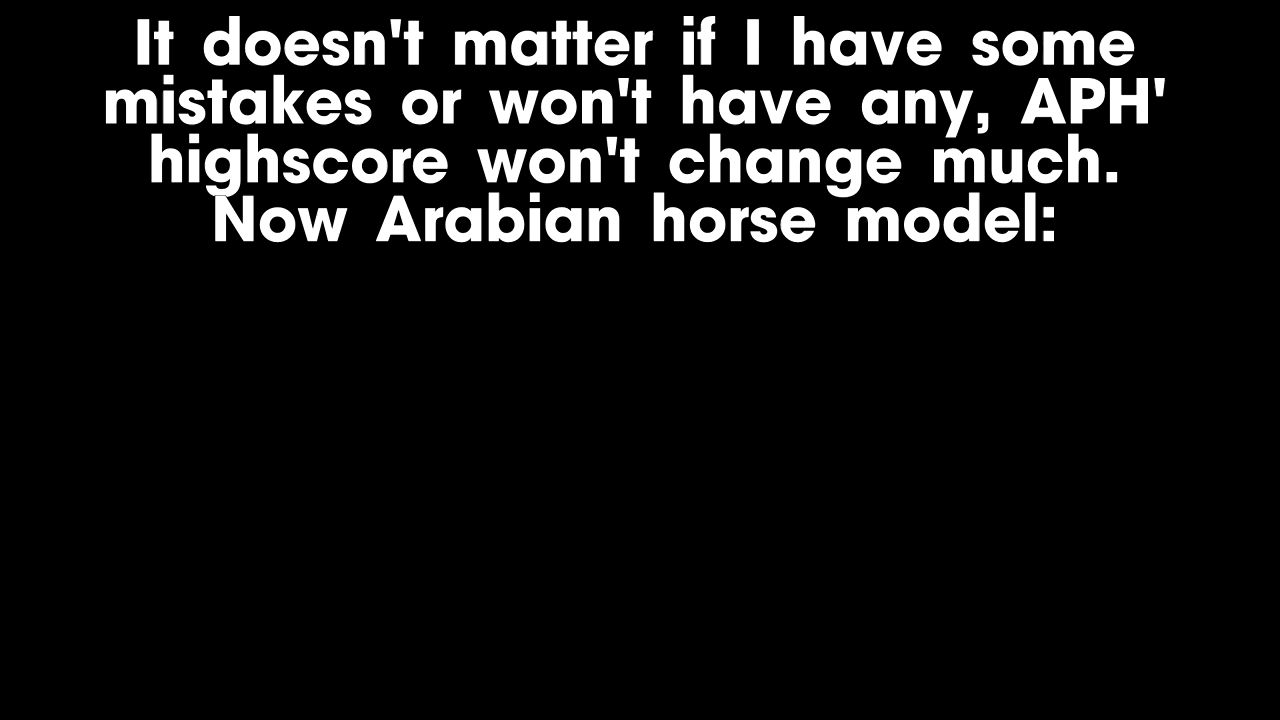 It doesn't matter if I have some
mistakes or won't have any, APH'
highscore won't change much.
Now Arabian horse model: